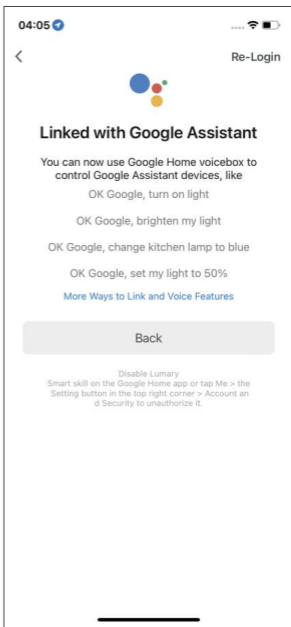 04:05
Re-Login
Linked with Google Assistant
You can now use Google Home voicebox to
control Google Assistant devices, like
OK Google, turn on light
OK Google, brighten my light
OK Google, change kitchen lamp to blue
OK Google, set my light to 50%
More Ways to Link and Voice Features
Back
Disable Lumary
Smart skill on the Google Home app or tap Me > the
Setting button in the top right corner > Account an
d Security to unauthorize it.